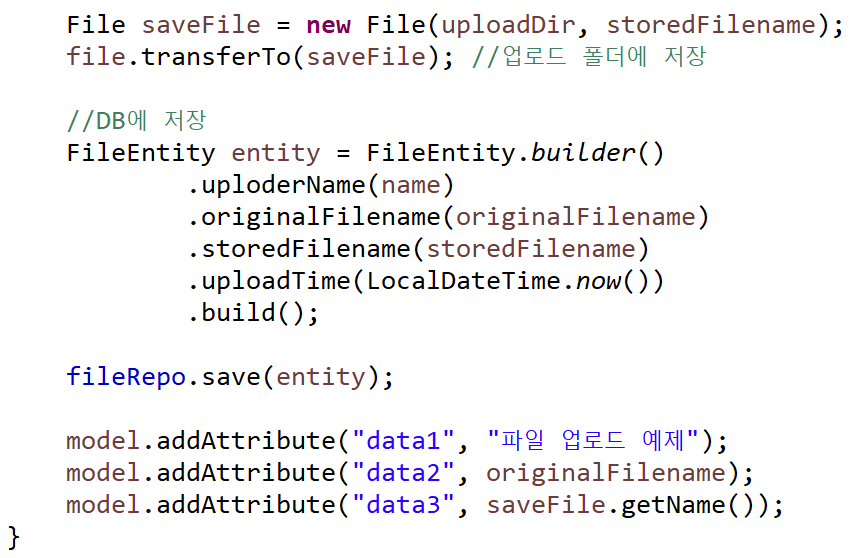 File saveFile = new File(uploadDir, storedFilename);
file.transferTo(saveFile); //업로드 폴더에 저장
//DB에 저장
FileEntity entity = FileEntity.builder()
.uploderName(name)
.originalFilename(originalFilename)
.storedFilename(storedFilename)
.uploadTime(LocalDateTime.now())
.build();
fileRepo.save(entity);
model.addAttribute("data1", "파일 업로드 예제");
model.addAttribute("data2", originalFilename);
model.addAttribute("data3", saveFile.getName());
}